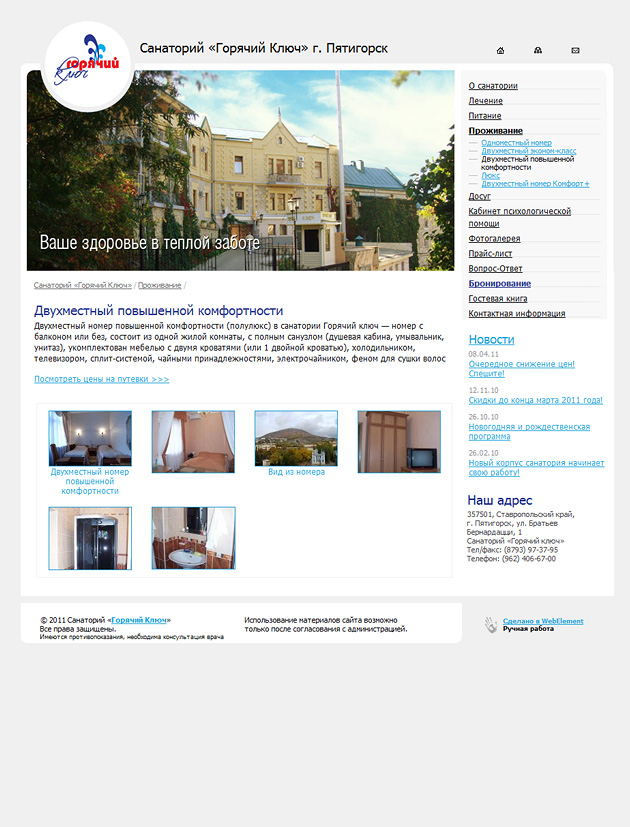 горячий
Ключ
Санаторий «Горячий Ключ» г. Пятигорск
Ваше здоровье в теплой заботе
Санаторий «Горячий Ключ» / Проживание /
Двухместный повышенной комфортности
Двухместный номер повышенной комфортности (полулюкс) в санатории Горячий ключ — номер с
балконом или без, состоит из одной жилой комнаты, с полным санузлом (душевая кабина, умывальник,
унитаз), укомплектован мебелью с двумя кроватями (или 1 двойной кроватью), холодильником,
телевизором, сплит-системой, чайными принадлежностями, электрочайником, феном для сушки волос
Посмотреть цены на путевки >>>
Двухместный номер
повышенной
комфортности
Вид из номера
О санатории
Лечение
Питание
Проживание
— Одноместный номер
— Двухместный эконом-класс
— Двухместный повышенной
комфортности
— Люкс
— Двухместный номер Комфорт+
Досуг
Кабинет психологической
помощи
Фотогалерея
Прайс-лист
Вопрос-Ответ
Бронирование
Гостевая книга
Контактная информация
Новости
08.04.11
Очередное снижение цен!
Спешите!
12.11.10
Скидки до конца марта 2011 года!
26.10.10
Новогодняя и рождественская
программа
26.02.10
Новый корпус санатория начинает
свою работу!
Наш адрес
357501, Ставропольский край,
г. Пятигорск, ул. Братьев
Бернардацци, 1
Санаторий «Горячий ключ»
Тел/факс: (8793) 97-37-95
Телефон: (962) 406-67-00
© 2011 Санаторий «Горячий Ключ»
Все права защищены.
Имеются противопоказания, необходима консультация врача
Использование материалов сайта возможно
только после согласования с администрацией.
Сделано в WebElement
Ручная работа